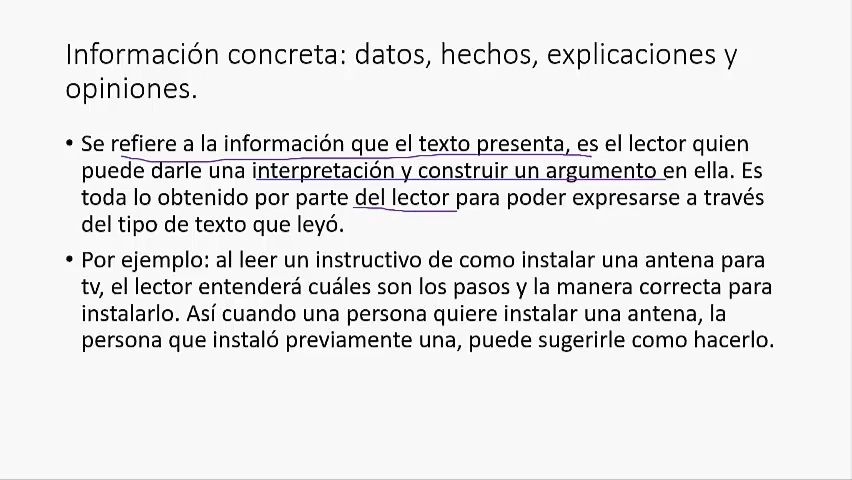 Información concreta: datos, hechos, explicaciones y
opiniones.
• Se refiere a la información que el texto presenta, es el lector quien
puede darle una interpretación y construir un argumento en ella. Es
toda lo obtenido por parte del lector para poder expresarse a través
del tipo de texto que leyó.
• Por ejemplo: al leer un instructivo de como instalar una antena para
tv, el lector entenderá cuáles son los pasos y la manera correcta para
instalarlo. Así cuando una persona quiere instalar una antena, la
persona que instaló previamente una, puede sugerirle como hacerlo.